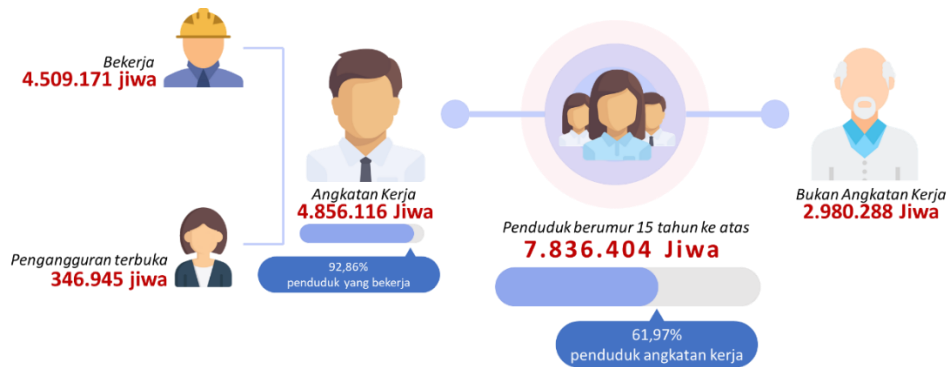 Bekerja
4.509.171 jiwa
Pengangguran terbuka
346.945 jiwa
Angkatan Kerja
4.856.116 Jiwa
92,86%
penduduk yang bekerja
Penduduk berumur 15 tahun ke atas
7.836.404 Jiwa
61,97%
penduduk angkatan kerja
Bukan Angkatan Kerja
2.980.288 Jiwa